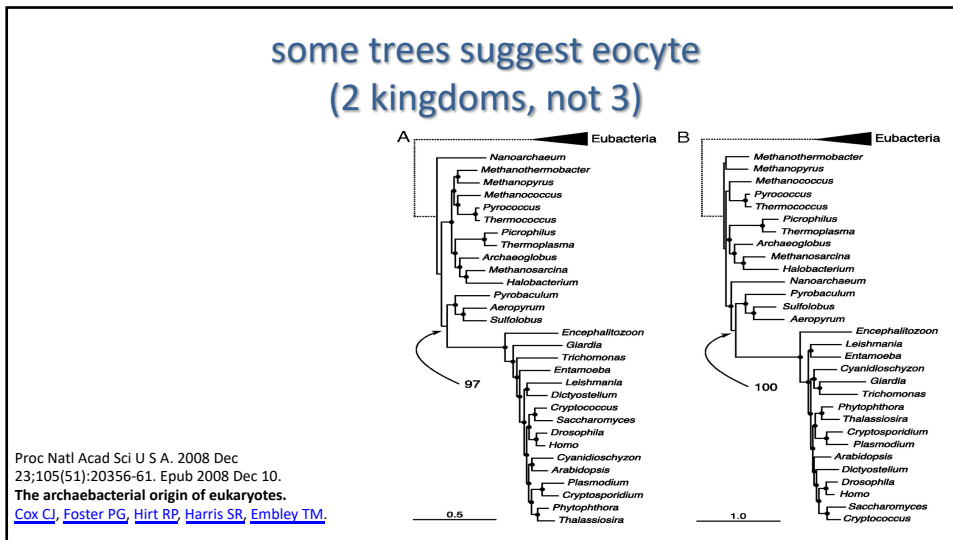 some trees suggest eocyte
(2 kingdoms, not 3)
A
Eubacteria
Nanoarchaeum
Methanothermobacter
Methanopyrus
Methanococcus
Pyrococcus
Thermococcus
Picrophilus
Thermoplasma
Archaeoglobus
Methanosarcina
Halobacterium
Pyrobaculum
Aeropyrum
Sulfolobus
Encephalitozoon
Giardia
Trichomonas
Entamoeba
Leishmania
Dictyostelium
Cryptococcus
Saccharomyces
Drosophila
Homo
Cyanidioschyzon
Arabidopsis
Plasmodium
Cryptosporidium
Phytophthora
Thalassiosira
97
0.5
B
Eubacteria
Methanothermobacter
Methanopyrus
Methanococcus
Pyrococcus
Thermococcus
Picrophilus
Thermoplasma
Archaeoglobus
Methanosarcina
Halobacterium
Nanoarchaeum
Pyrobaculum
Sulfolobus
Aeropyrum
Encephalitozoon
Leishmania
Entamoeba
Cyanidioschyzon
Giardia
Trichomonas
Phytophthora
Thalassiosira
Cryptosporidium
Plasmodium
Arabidopsis
Dictyostelium
Drosophila
Homo
Saccharomyces
Cryptococcus
100
1.0
Proc Natl Acad Sci U S A. 2008 Dec
23;105(51):20356-61. Epub 2008 Dec 10.
The archaebacterial origin of eukaryotes.
Cox CJ, Foster PG, Hirt RP, Harris SR, Embley TM.